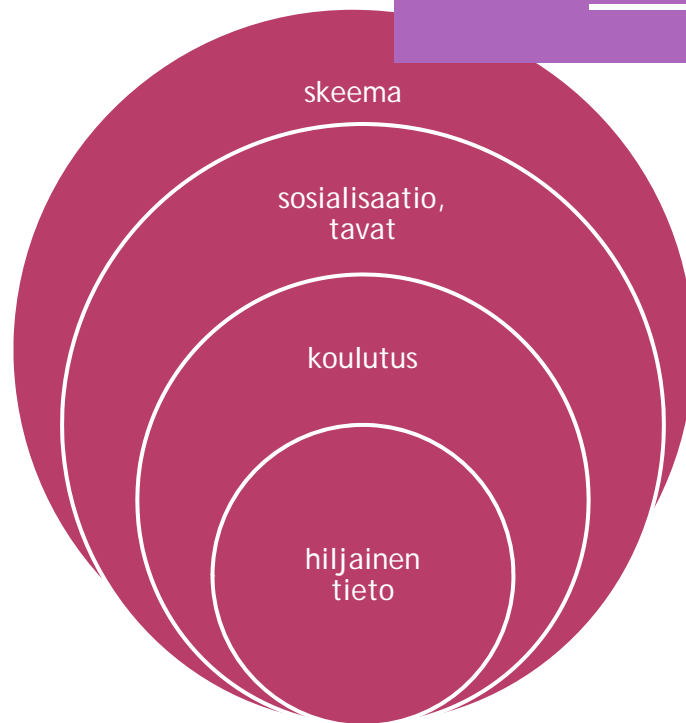 skeema
sosialisaatio,
tavat
koulutus
hiljainen
tieto